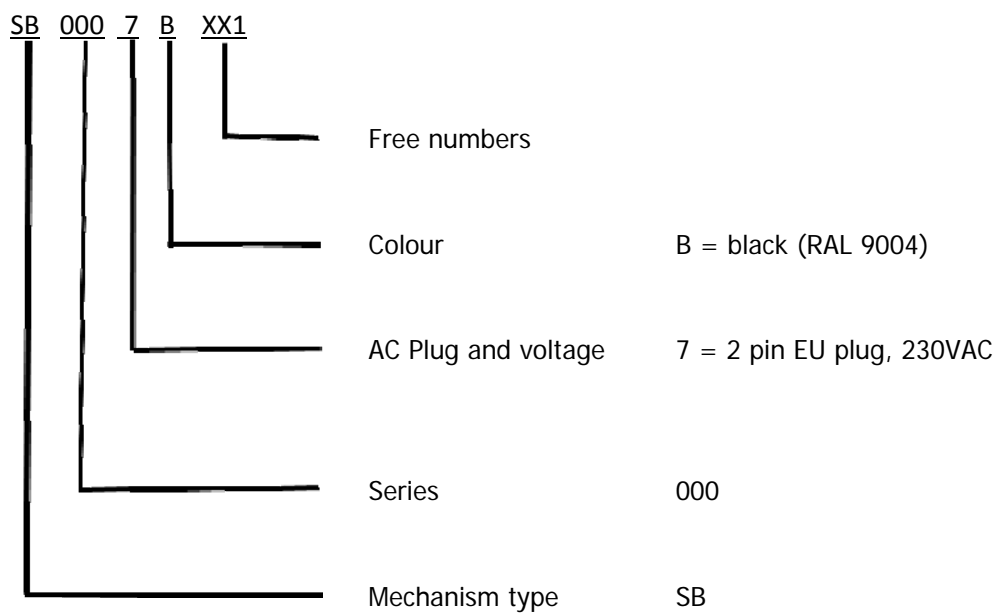 SB 000 7 B XX1
Free numbers
Colour B = black (RAL 9004)
AC Plug and voltage 7 = 2 pin EU plug, 230VAC
Series 000
Mechanism type SB